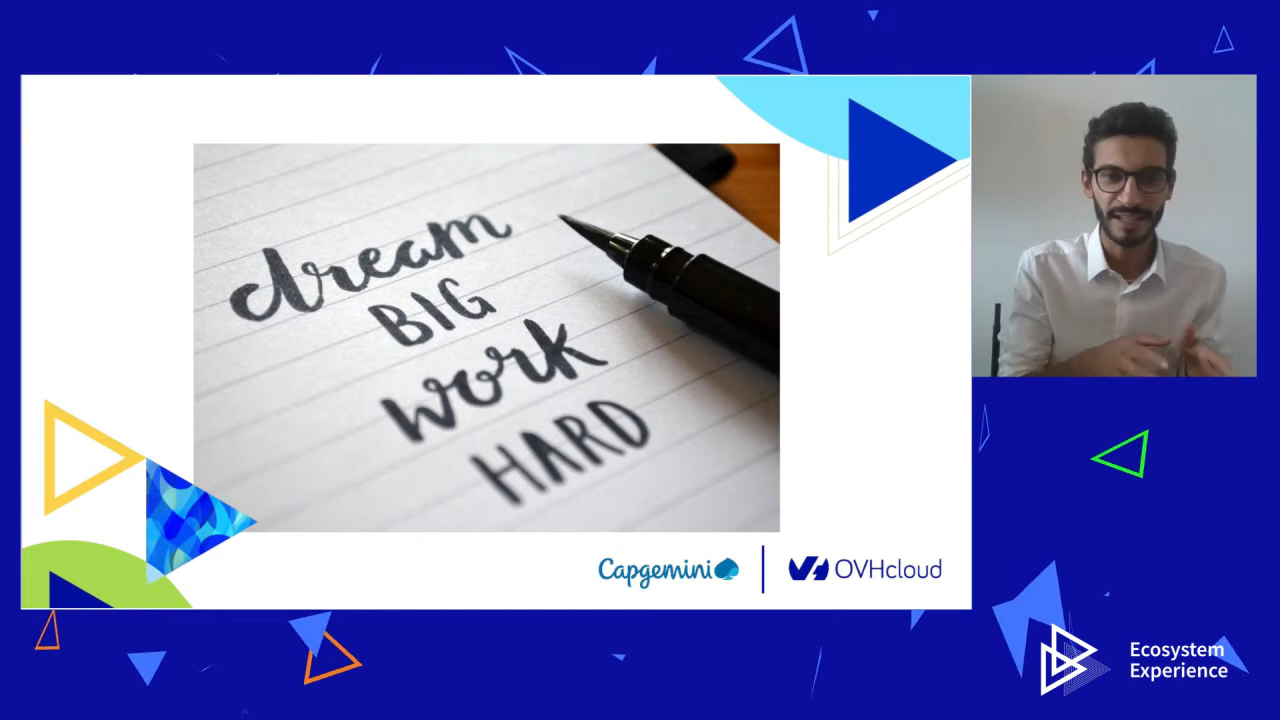 dream
BIG
work
HARD
Capgemini
OVHcloud
Ecosystem
Experience